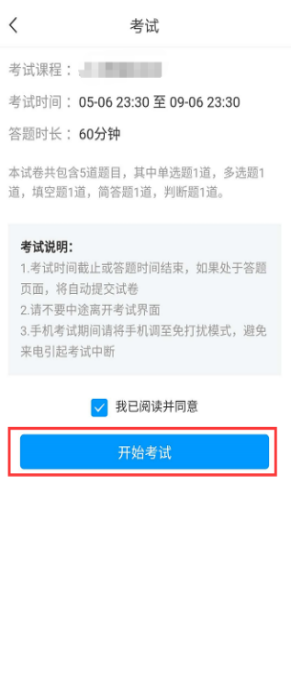 考试
考试课程：
考试时间：05-06 23:30 至 09-06 23:30
答题时长：60分钟
本试卷共包含5道题目，其中单选题1道，多选题1
道，填空题1道，简答题1道，判断题1道。
考试说明：
1.考试时间截止或答题时间结束，如果处于答题
页面，将自动提交试卷
2.请不要中途离开考试界面
3.手机考试期间请将手机调至免打扰模式，避免
来电引起考试中断
我已阅读并同意
开始考试